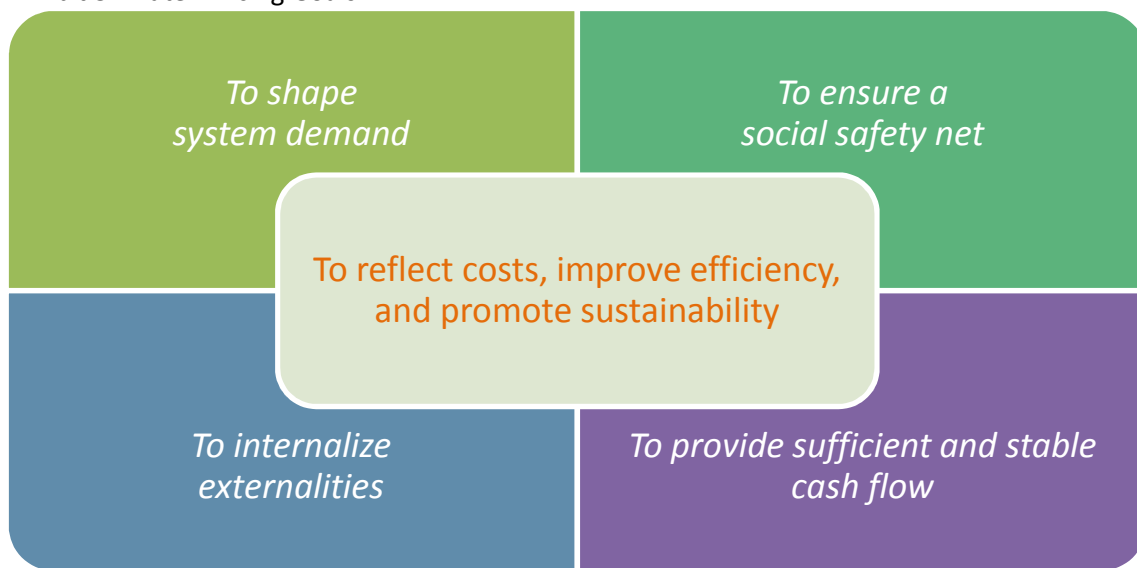 To shape
system demand
To ensure a
social safety net
To reflect costs, improve efficiency,
and promote sustainability
To internalize
externalities
To provide sufficient and stable
cash flow